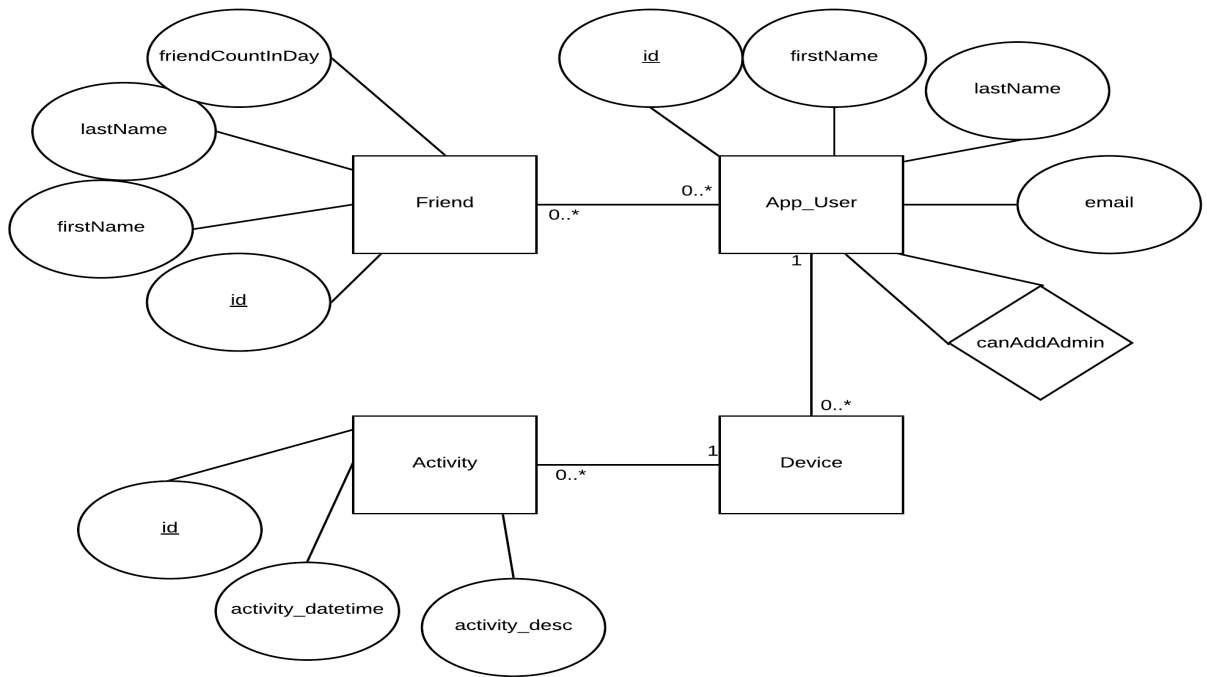 friendCountInDay
id
firstName
lastName
lastName
firstName
id
Friend
0..*
0..*
App_User
email
1
canAddAdmin
0..*
Activity
0..*
1
Device
id
activity_datetime
activity_desc